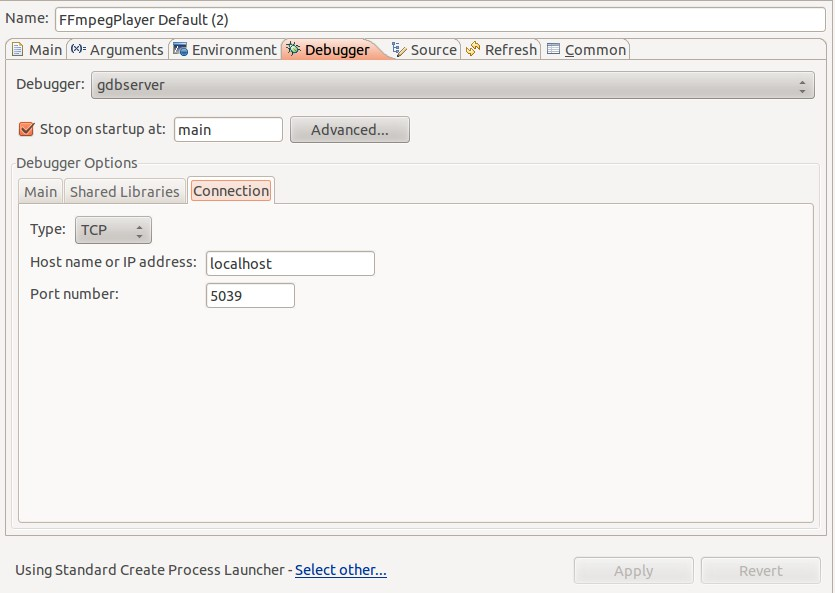 Name: FFmpegPlayer Default (2)
Main Arguments Environment Debugger Source Refresh Common
Debugger: gdbserver
Stop on startup at: main Advanced...
Debugger Options
Main Shared Libraries Connection
Type: TCP
Host name or IP address: localhost
Port number: 5039
Using Standard Create Process Launcher - Select other...
Apply Revert